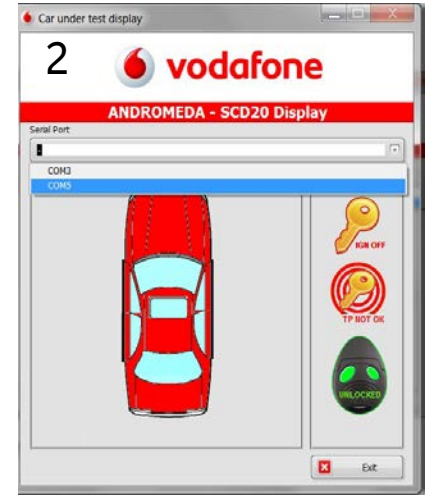 Car under test display
2
vodafone
ANDROMEDA - SCD20 Display
Serial Port
-
COM3
COM5
IGN OFF
TP NOT OK
UNLOCKED
Exit